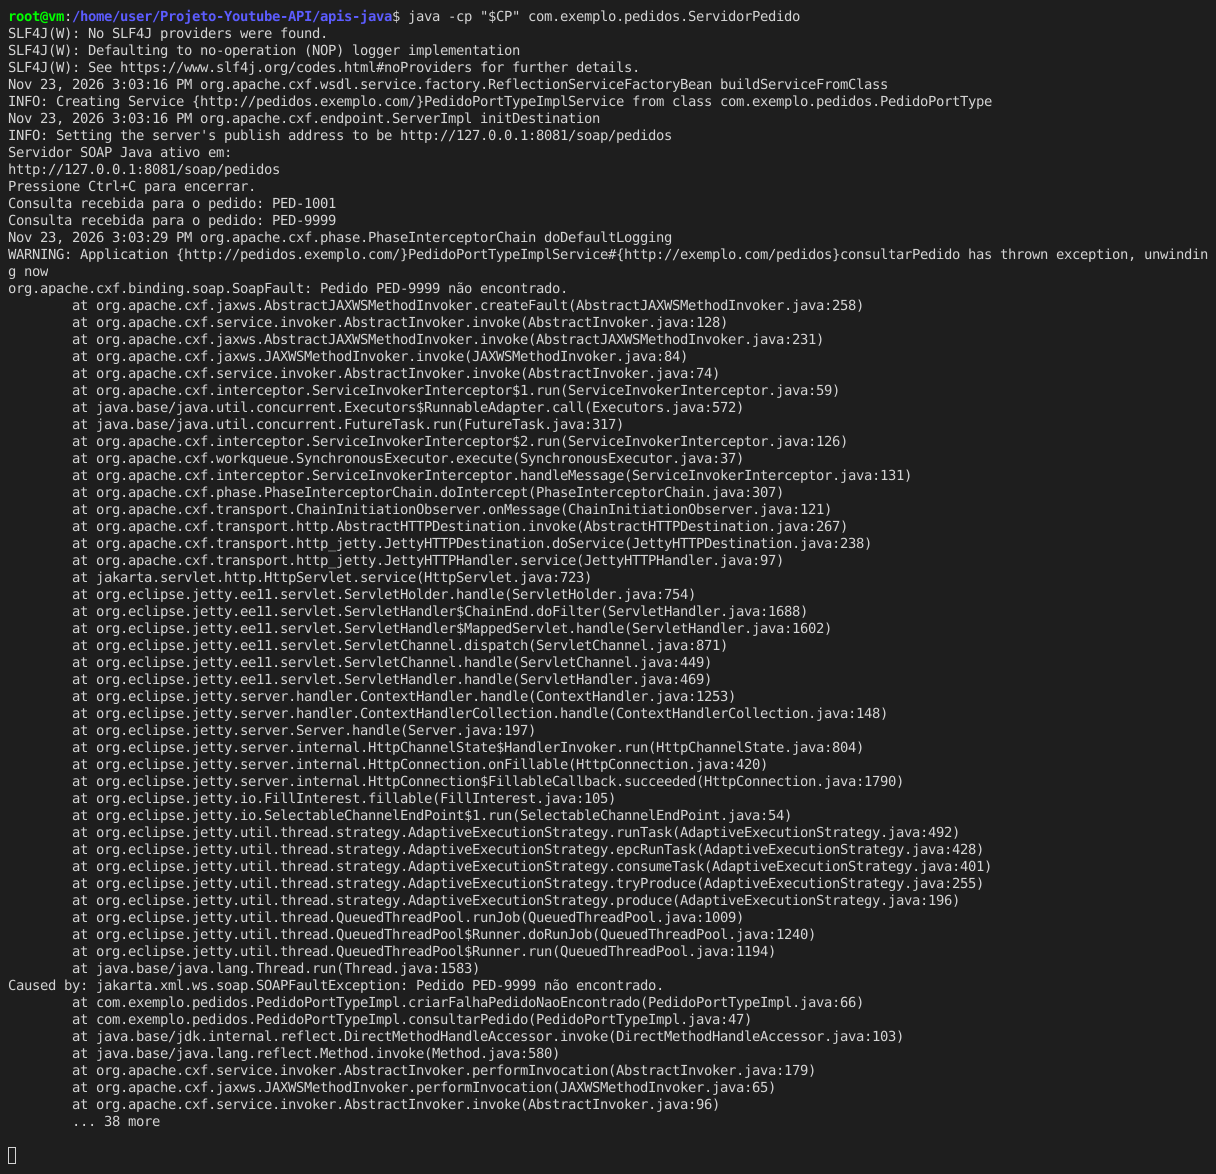 root@vm:/home/user/Projeto-Youtube-API/apis-java$ java -cp "$CP" com.exemplo.pedidos.ServidorPedido
SLF4J(W): No SLF4J providers were found.
SLF4J(W): Defaulting to no-operation (NOP) logger implementation
SLF4J(W): See https://www.slf4j.org/codes.html#noProviders for further details.
Nov 23, 2026 3:03:16 PM org.apache.cxf.wsdl.service.factory.ReflectionServiceFactoryBean buildServiceFromClass
INFO: Creating Service {http://pedidos.exemplo.com/}PedidoPortTypeImplService from class com.exemplo.pedidos.PedidoPortType
Nov 23, 2026 3:03:16 PM org.apache.cxf.endpoint.ServerImpl initDestination
INFO: Setting the server's publish address to be http://127.0.0.1:8081/soap/pedidos
Servidor SOAP Java ativo em:
http://127.0.0.1:8081/soap/pedidos
Pressione Ctrl+C para encerrar.
Consulta recebida para o pedido: PED-1001
Consulta recebida para o pedido: PED-9999
Nov 23, 2026 3:03:29 PM org.apache.cxf.phase.PhaseInterceptorChain doDefaultLogging
WARNING: Application {http://pedidos.exemplo.com/}PedidoPortTypeImplService#{http://exemplo.com/pedidos}consultarPedido has thrown exception, unwindin
g now
org.apache.cxf.binding.soap.SoapFault: Pedido PED-9999 não encontrado.
        at org.apache.cxf.jaxws.AbstractJAXWSMethodInvoker.createFault(AbstractJAXWSMethodInvoker.java:258)
        at org.apache.cxf.service.invoker.AbstractInvoker.invoke(AbstractInvoker.java:128)
        at org.apache.cxf.jaxws.AbstractJAXWSMethodInvoker.invoke(AbstractJAXWSMethodInvoker.java:231)
        at org.apache.cxf.jaxws.JAXWSMethodInvoker.invoke(JAXWSMethodInvoker.java:84)
        at org.apache.cxf.service.invoker.AbstractInvoker.invoke(AbstractInvoker.java:74)
        at org.apache.cxf.interceptor.ServiceInvokerInterceptor$1.run(ServiceInvokerInterceptor.java:59)
        at java.base/java.util.concurrent.Executors$RunnableAdapter.call(Executors.java:572)
        at java.base/java.util.concurrent.FutureTask.run(FutureTask.java:317)
        at org.apache.cxf.interceptor.ServiceInvokerInterceptor$2.run(ServiceInvokerInterceptor.java:126)
        at org.apache.cxf.workqueue.SynchronousExecutor.execute(SynchronousExecutor.java:37)
        at org.apache.cxf.interceptor.ServiceInvokerInterceptor.handleMessage(ServiceInvokerInterceptor.java:131)
        at org.apache.cxf.phase.PhaseInterceptorChain.doIntercept(PhaseInterceptorChain.java:307)
        at org.apache.cxf.transport.ChainInitiationObserver.onMessage(ChainInitiationObserver.java:121)
        at org.apache.cxf.transport.http.AbstractHTTPDestination.invoke(AbstractHTTPDestination.java:267)
        at org.apache.cxf.transport.http_jetty.JettyHTTPDestination.doService(JettyHTTPDestination.java:238)
        at org.apache.cxf.transport.http_jetty.JettyHTTPHandler.service(JettyHTTPHandler.java:97)
        at jakarta.servlet.http.HttpServlet.service(HttpServlet.java:723)
        at org.eclipse.jetty.ee11.servlet.ServletHolder.handle(ServletHolder.java:754)
        at org.eclipse.jetty.ee11.servlet.ServletHandler$ChainEnd.doFilter(ServletHandler.java:1688)
        at org.eclipse.jetty.ee11.servlet.ServletHandler$MappedServlet.handle(ServletHandler.java:1602)
        at org.eclipse.jetty.ee11.servlet.ServletChannel.dispatch(ServletChannel.java:871)
        at org.eclipse.jetty.ee11.servlet.ServletChannel.handle(ServletChannel.java:449)
        at org.eclipse.jetty.ee11.servlet.ServletHandler.handle(ServletHandler.java:469)
        at org.eclipse.jetty.server.handler.ContextHandler.handle(ContextHandler.java:1253)
        at org.eclipse.jetty.server.handler.ContextHandlerCollection.handle(ContextHandlerCollection.java:148)
        at org.eclipse.jetty.server.Server.handle(Server.java:197)
        at org.eclipse.jetty.server.internal.HttpChannelState$HandlerInvoker.run(HttpChannelState.java:804)
        at org.eclipse.jetty.server.internal.HttpConnection.onFillable(HttpConnection.java:420)
        at org.eclipse.jetty.server.internal.HttpConnection$FillableCallback.succeeded(HttpConnection.java:1790)
        at org.eclipse.jetty.io.FillInterest.fillable(FillInterest.java:105)
        at org.eclipse.jetty.io.SelectableChannelEndPoint$1.run(SelectableChannelEndPoint.java:54)
        at org.eclipse.jetty.util.thread.strategy.AdaptiveExecutionStrategy.runTask(AdaptiveExecutionStrategy.java:492)
        at org.eclipse.jetty.util.thread.strategy.AdaptiveExecutionStrategy.epcRunTask(AdaptiveExecutionStrategy.java:428)
        at org.eclipse.jetty.util.thread.strategy.AdaptiveExecutionStrategy.consumeTask(AdaptiveExecutionStrategy.java:401)
        at org.eclipse.jetty.util.thread.strategy.AdaptiveExecutionStrategy.tryProduce(AdaptiveExecutionStrategy.java:255)
        at org.eclipse.jetty.util.thread.strategy.AdaptiveExecutionStrategy.produce(AdaptiveExecutionStrategy.java:196)
        at org.eclipse.jetty.util.thread.QueuedThreadPool.runJob(QueuedThreadPool.java:1009)
        at org.eclipse.jetty.util.thread.QueuedThreadPool$Runner.doRunJob(QueuedThreadPool.java:1240)
        at org.eclipse.jetty.util.thread.QueuedThreadPool$Runner.run(QueuedThreadPool.java:1194)
        at java.base/java.lang.Thread.run(Thread.java:1583)
Caused by: jakarta.xml.ws.soap.SOAPFaultException: Pedido PED-9999 não encontrado.
        at com.exemplo.pedidos.PedidoPortTypeImpl.criarFalhaPedidoNaoEncontrado(PedidoPortTypeImpl.java:66)
        at com.exemplo.pedidos.PedidoPortTypeImpl.consultarPedido(PedidoPortTypeImpl.java:47)
        at java.base/jdk.internal.reflect.DirectMethodHandleAccessor.invoke(DirectMethodHandleAccessor.java:103)
        at java.base/java.lang.reflect.Method.invoke(Method.java:580)
        at org.apache.cxf.service.invoker.AbstractInvoker.performInvocation(AbstractInvoker.java:179)
        at org.apache.cxf.jaxws.JAXWSMethodInvoker.performInvocation(JAXWSMethodInvoker.java:65)
        at org.apache.cxf.service.invoker.AbstractInvoker.invoke(AbstractInvoker.java:96)
        ... 38 more